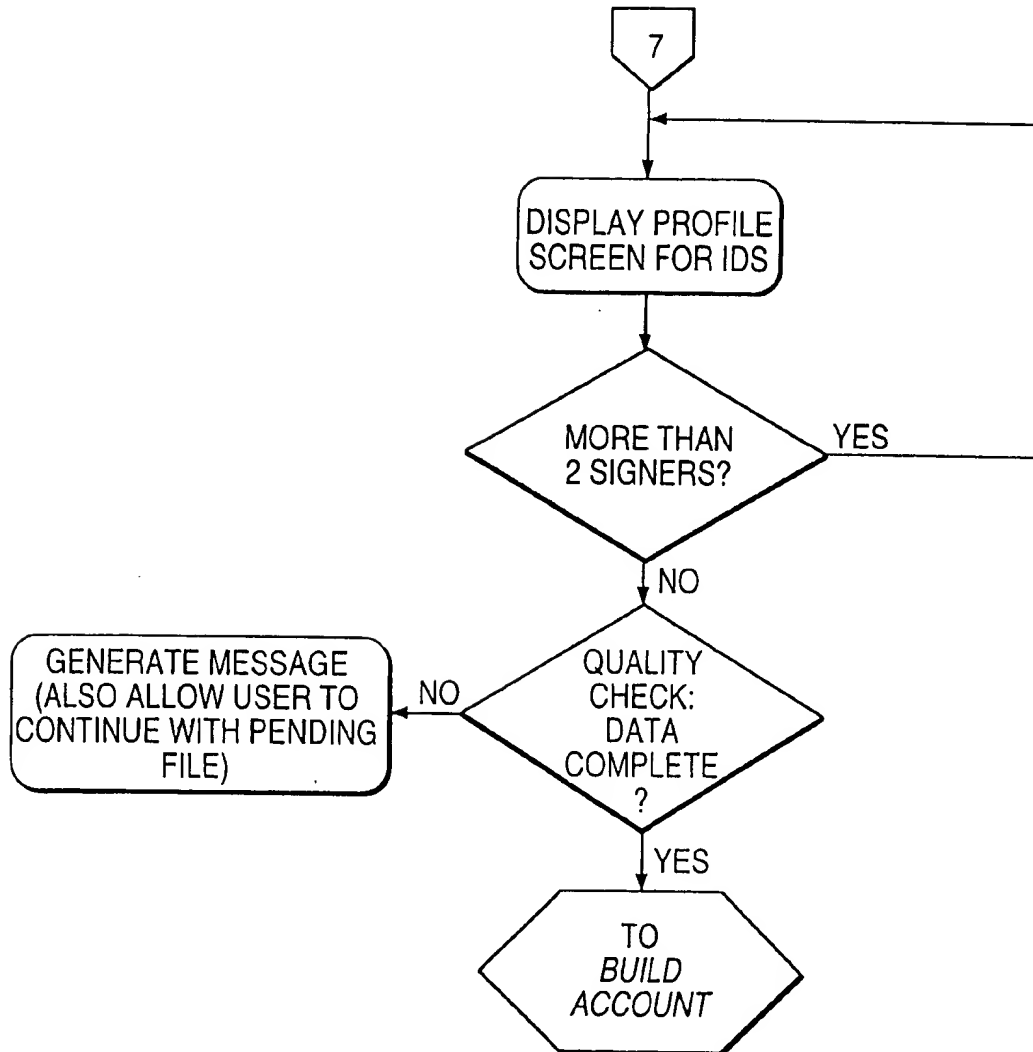 7
DISPLAY PROFILE
SCREEN FOR IDS
MORE THAN
2 SIGNERS?
YES
NO
QUALITY
CHECK:
DATA
COMPLETE
?
NO
GENERATE MESSAGE
(ALSO ALLOW USER TO
CONTINUE WITH PENDING
FILE)
YES
TO
BUILD
ACCOUNT